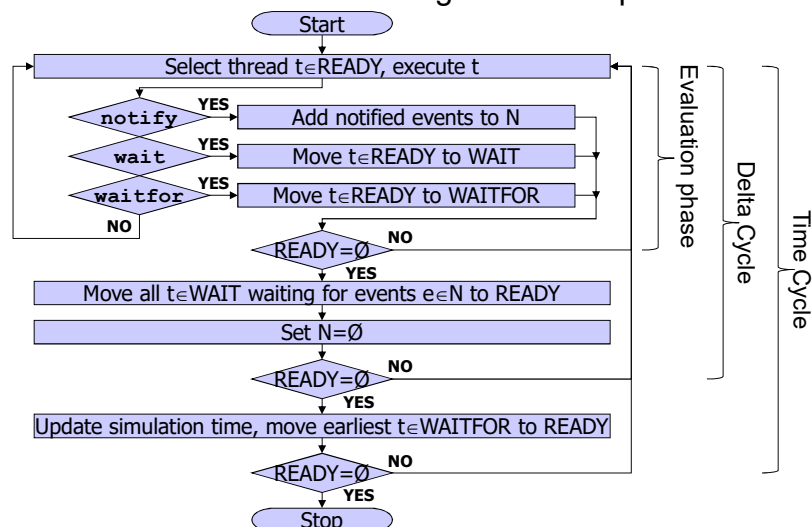 Start
Select thread t∈READY, execute t
notify
YES
Add notified events to N
wait
YES
Move t∈READY to WAIT
waitfor
YES
Move t∈READY to WAITFOR
NO
READY=Ø
NO
YES
Move all t∈WAIT waiting for events e∈N to READY
Set N=Ø
READY=Ø
NO
YES
Update simulation time, move earliest t∈WAITFOR to READY
READY=Ø
NO
YES
Stop
Evaluation phase
Delta Cycle
Time Cycle